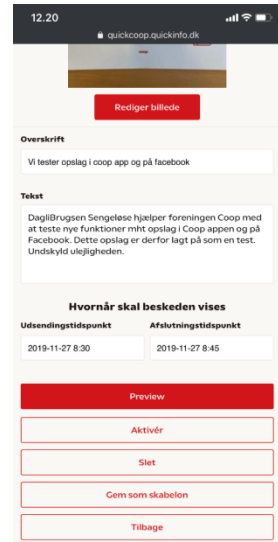 12.20
quickcoop.quickinfo.dk
Rediger billede
Overskrift
Vi tester opslag i coop app og på facebook
Tekst
DagliBrugsen Sengeløse hjælper foreningen Coop med
at teste nye funktioner mht opslag i Coop appen og på
Facebook. Dette opslag er derfor lagt på som en test.
Undskyld ulejligheden.
Hvornår skal beskeden vises
Udsendingstidspunkt Afslutningstidspunkt
2019-11-27 8:30 2019-11-27 8:45
Preview
Aktivér
Slet
Gem som skabelon
Tilbage